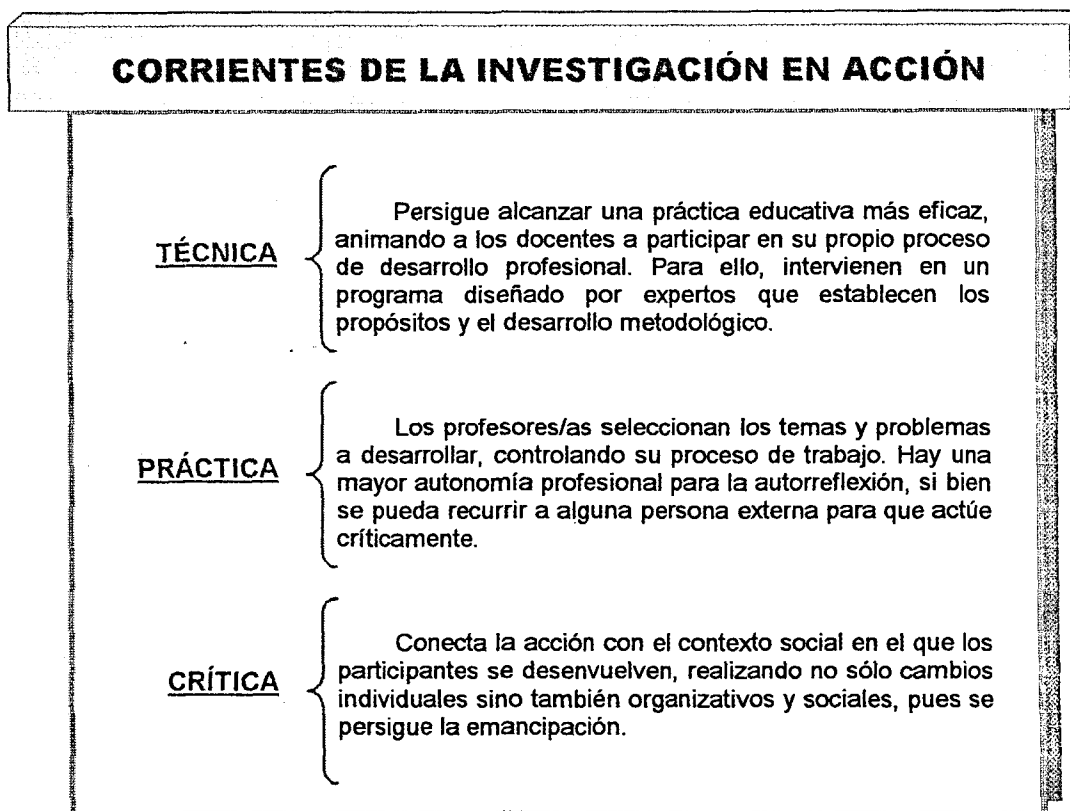 CORRIENTES DE LA INVESTIGACIÓN EN ACCIÓN
TÉCNICA
Persigue alcanzar una práctica educativa más eficaz,
animando a los docentes a participar en su propio proceso
de desarrollo profesional. Para ello, intervienen en un
programa diseñado por expertos que establecen los
propósitos y el desarrollo metodológico.
PRÁCTICA
Los profesores/as seleccionan los temas y problemas
a desarrollar, controlando su proceso de trabajo. Hay una
mayor autonomía profesional para la autorreflexión, si bien
se pueda recurrir a alguna persona externa para que actúe
críticamente.
CRÍTICA
Conecta la acción con el contexto social en el que los
participantes se desenvuelven, realizando no sólo cambios
individuales sino también organizativos y sociales, pues se
persigue la emancipación.